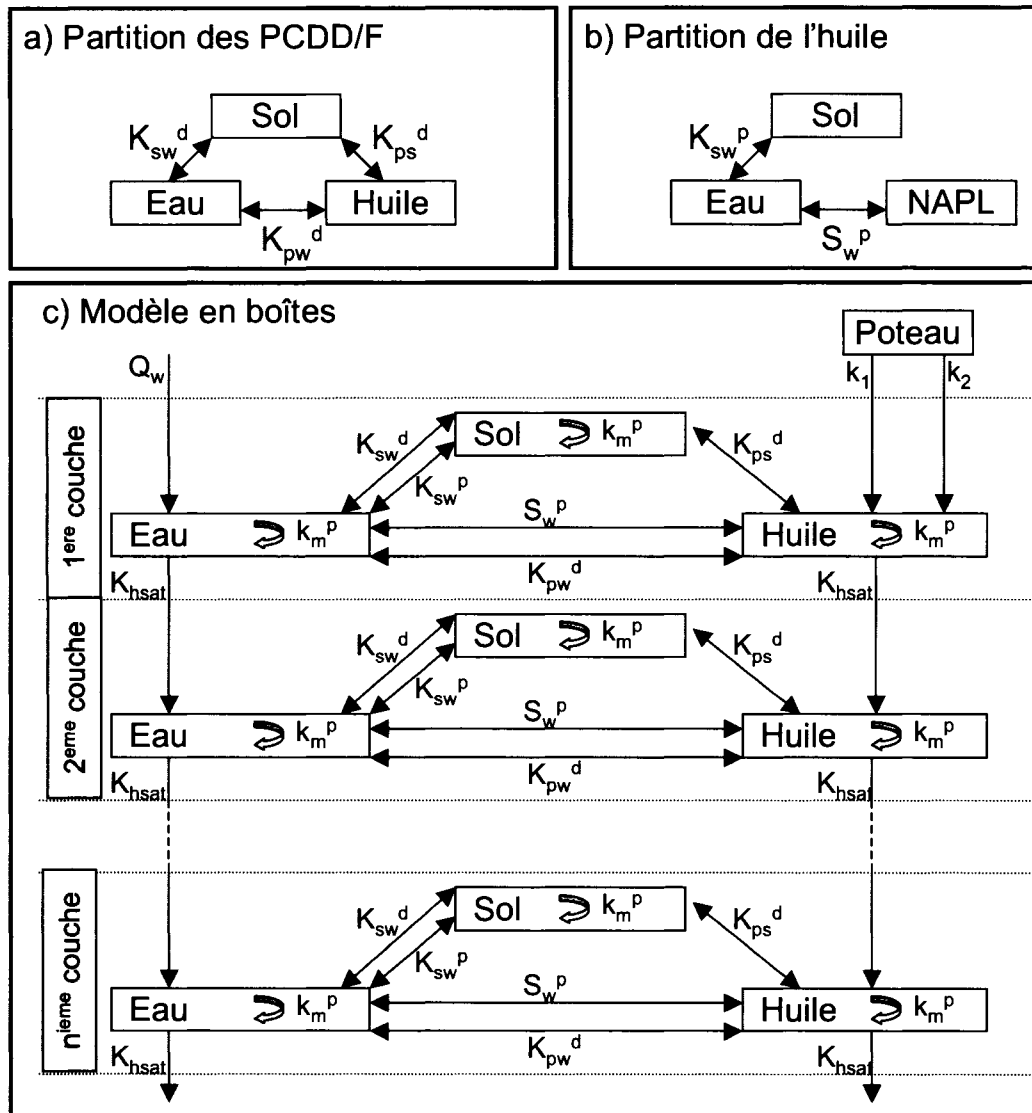 a) Partition des PCDD/F
Sol
K_sw^d
K_ps^d
Eau
Huile
K_pw^d
b) Partition de l'huile
Sol
K_sw^p
Eau
NAPL
S_w^p
c) Modèle en boîtes
Poteau
Q_w
k_1
k_2
1^ere couche
Sol k_m^p
K_sw^d
K_ps^d
K_sw^p
S_w^p
Eau k_m^p
Huile k_m^p
K_pw^d
K_hsat
K_hsat
2^eme couche
Sol k_m^p
K_sw^d
K_ps^d
K_sw^p
S_w^p
Eau k_m^p
Huile k_m^p
K_pw^d
K_hsat
K_hsat
n^ieme couche
Sol k_m^p
K_sw^d
K_ps^d
K_sw^p
S_w^p
Eau k_m^p
Huile k_m^p
K_pw^d
K_hsat
K_hsat